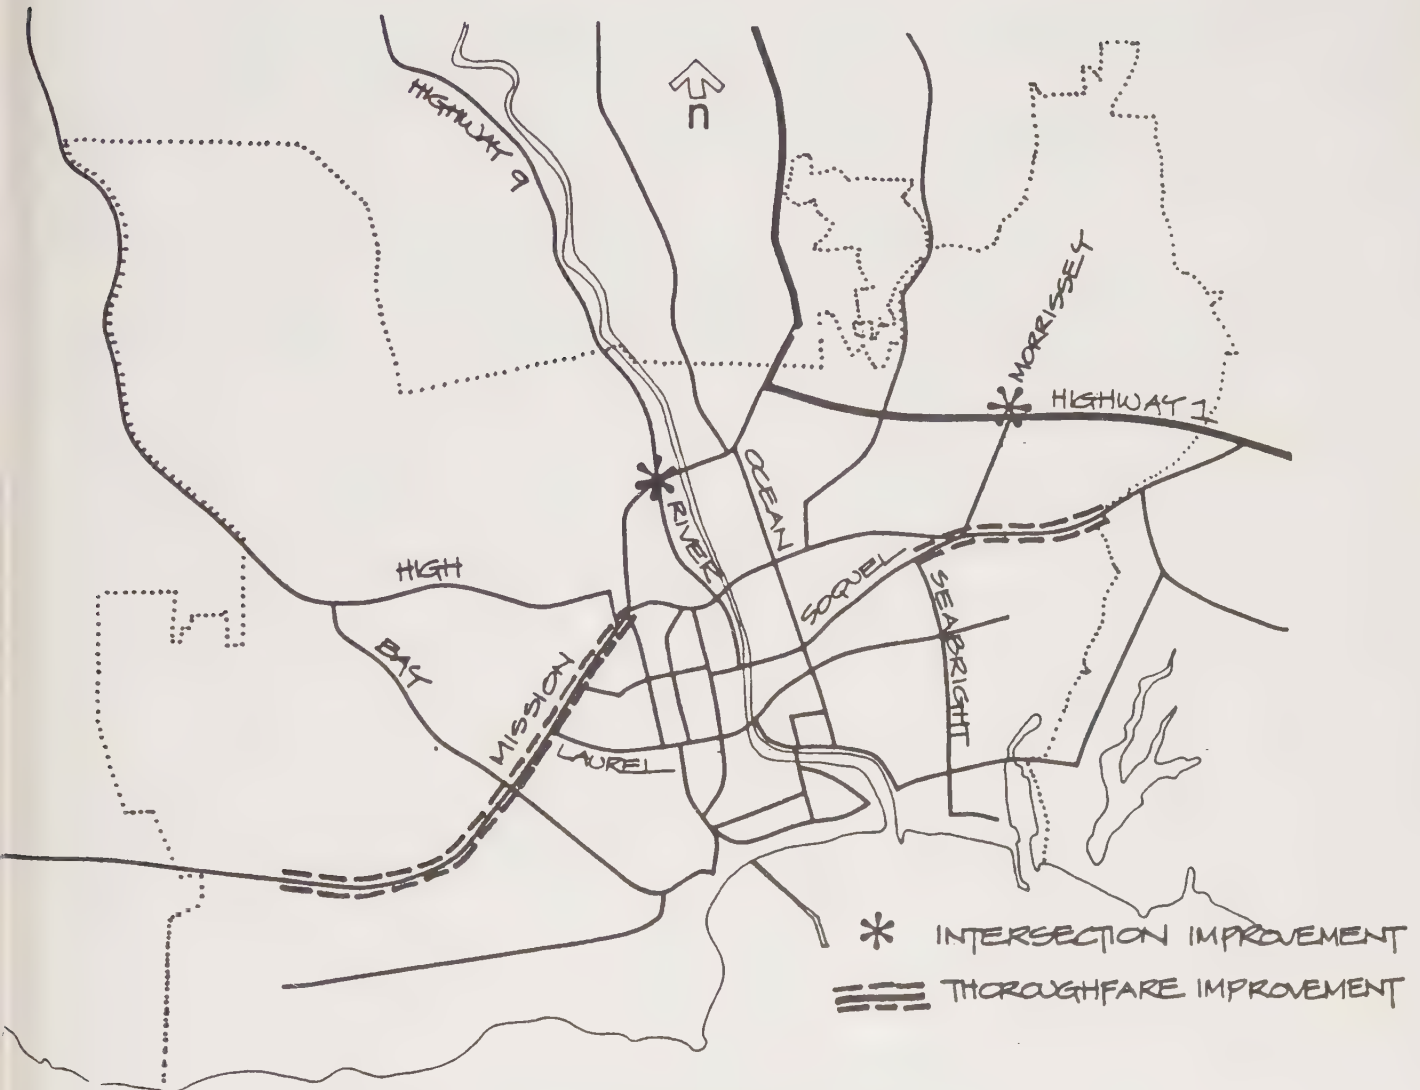 n
HIGHWAY 9
MORRISSEY
HIGHWAY 1
OCEAN
RIVER
HIGH
SOQUEL
SEABRIGHT
BAY
MISSION
LAUREL
INTERSECTION IMPROVEMENT
THOROUGHFARE IMPROVEMENT